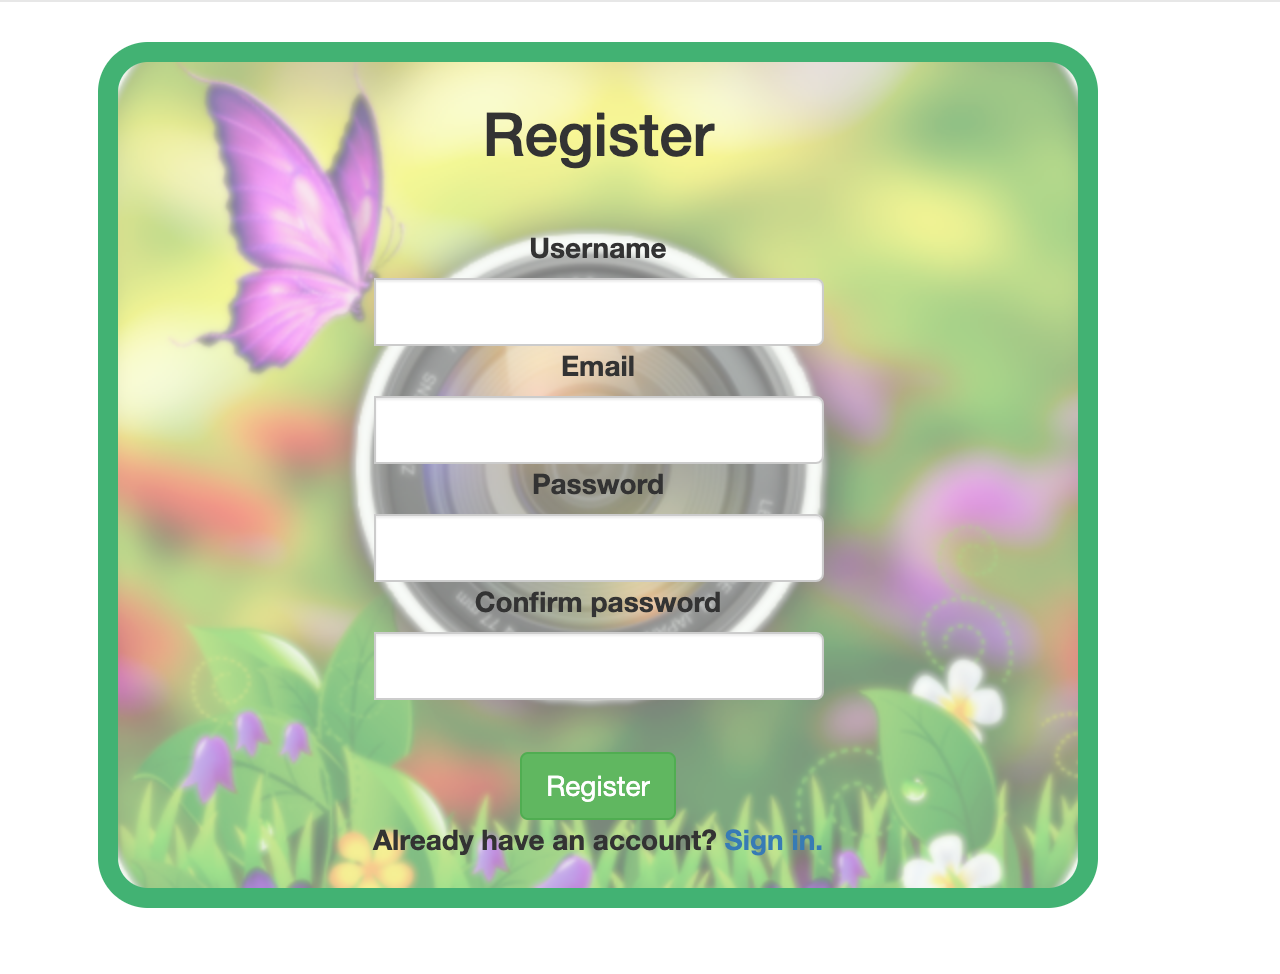 Register
Username
Email
Password
Confirm password
Register
Already have an account? Sign in.